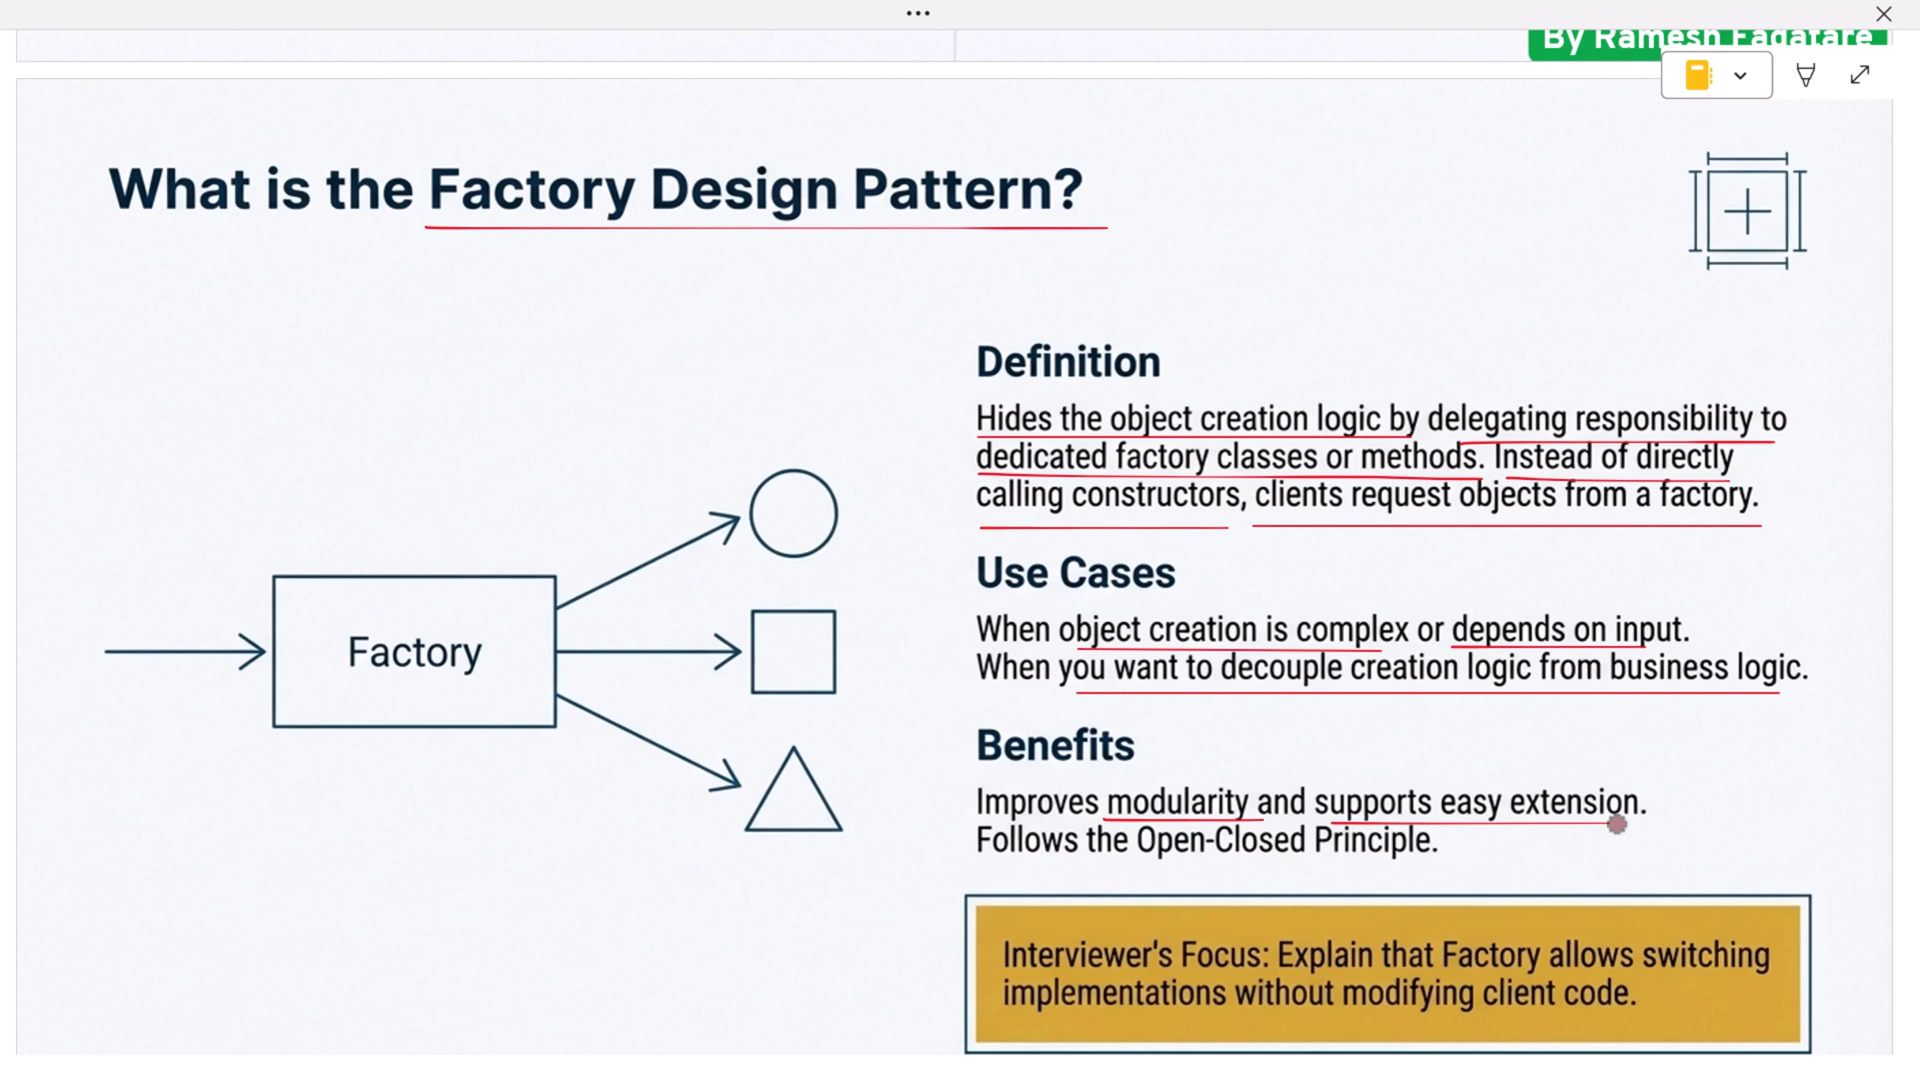 By Ramesh Fadatare
What is the Factory Design Pattern?
Factory
Definition
Hides the object creation logic by delegating responsibility to
dedicated factory classes or methods. Instead of directly
calling constructors, clients request objects from a factory.
Use Cases
When object creation is complex or depends on input.
When you want to decouple creation logic from business logic.
Benefits
Improves modularity and supports easy extension.
Follows the Open-Closed Principle.
Interviewer's Focus: Explain that Factory allows switching
implementations without modifying client code.